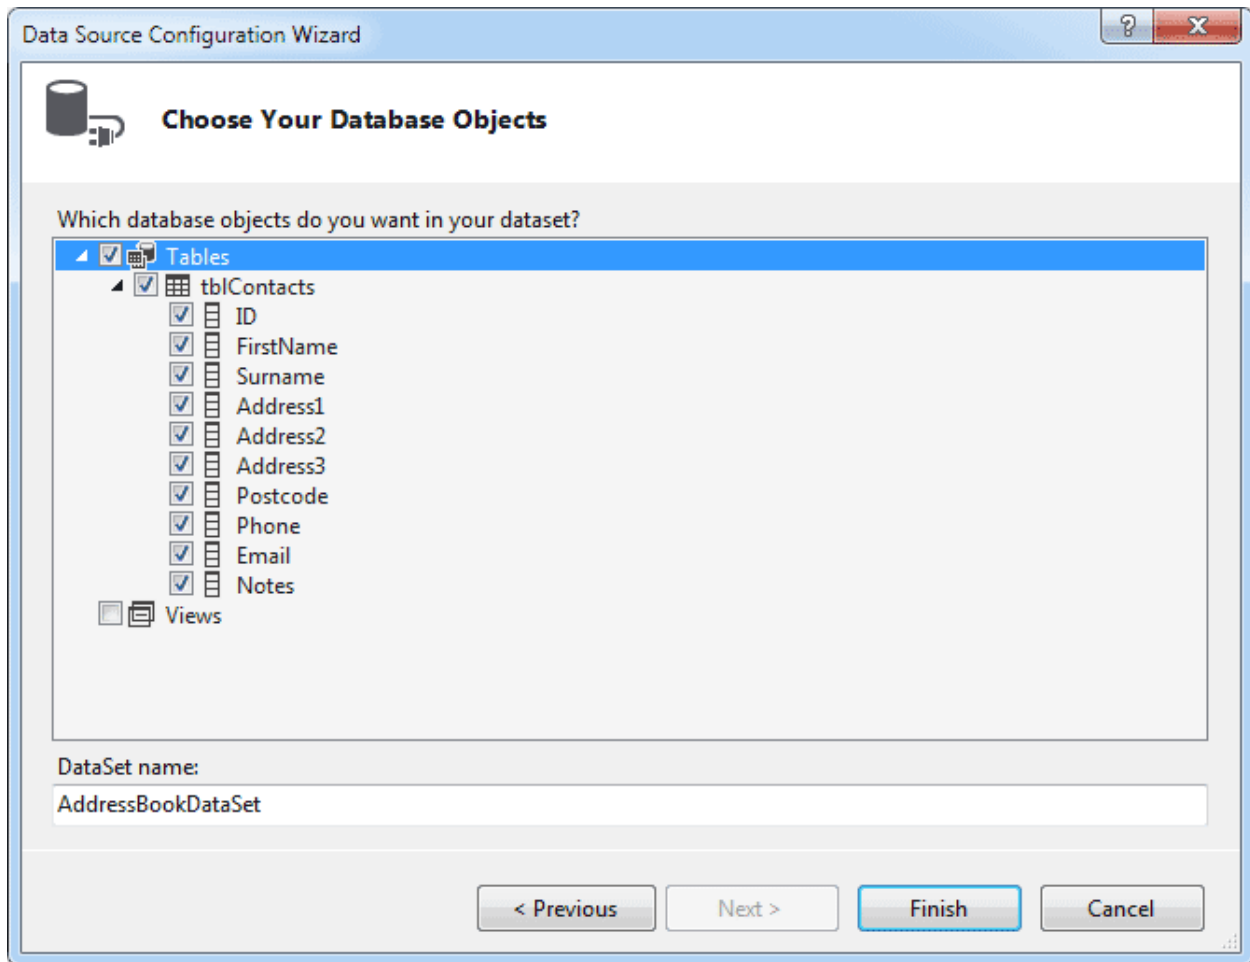 Data Source Configuration Wizard
?
X
Choose Your Database Objects
Which database objects do you want in your dataset?
Tables
tblContacts
ID
FirstName
Surname
Address1
Address2
Address3
Postcode
Phone
Email
Notes
Views
DataSet name:
AddressBookDataSet
< Previous
Next >
Finish
Cancel